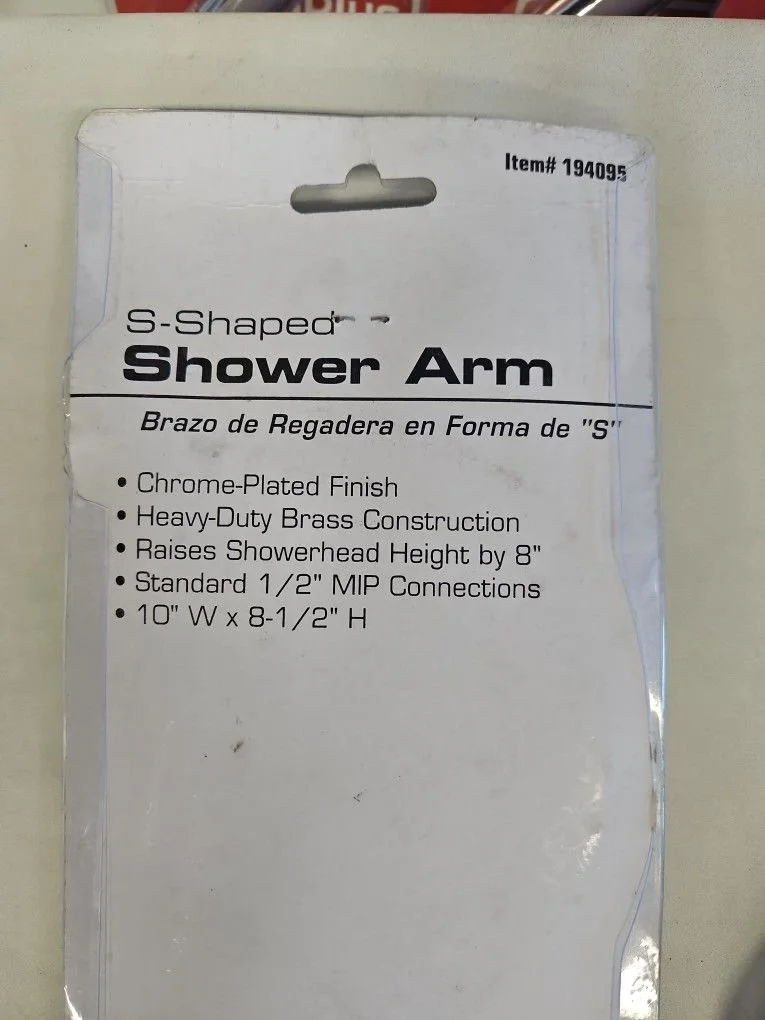 plus
Item# 194095
S-Shaped
Shower Arm
Brazo de Regadera en Forma de "S"
• Chrome-Plated Finish
• Heavy-Duty Brass Construction
• Raises Showerhead Height by 8"
• Standard 1/2" MIP Connections
• 10" W x 8-1/2" H